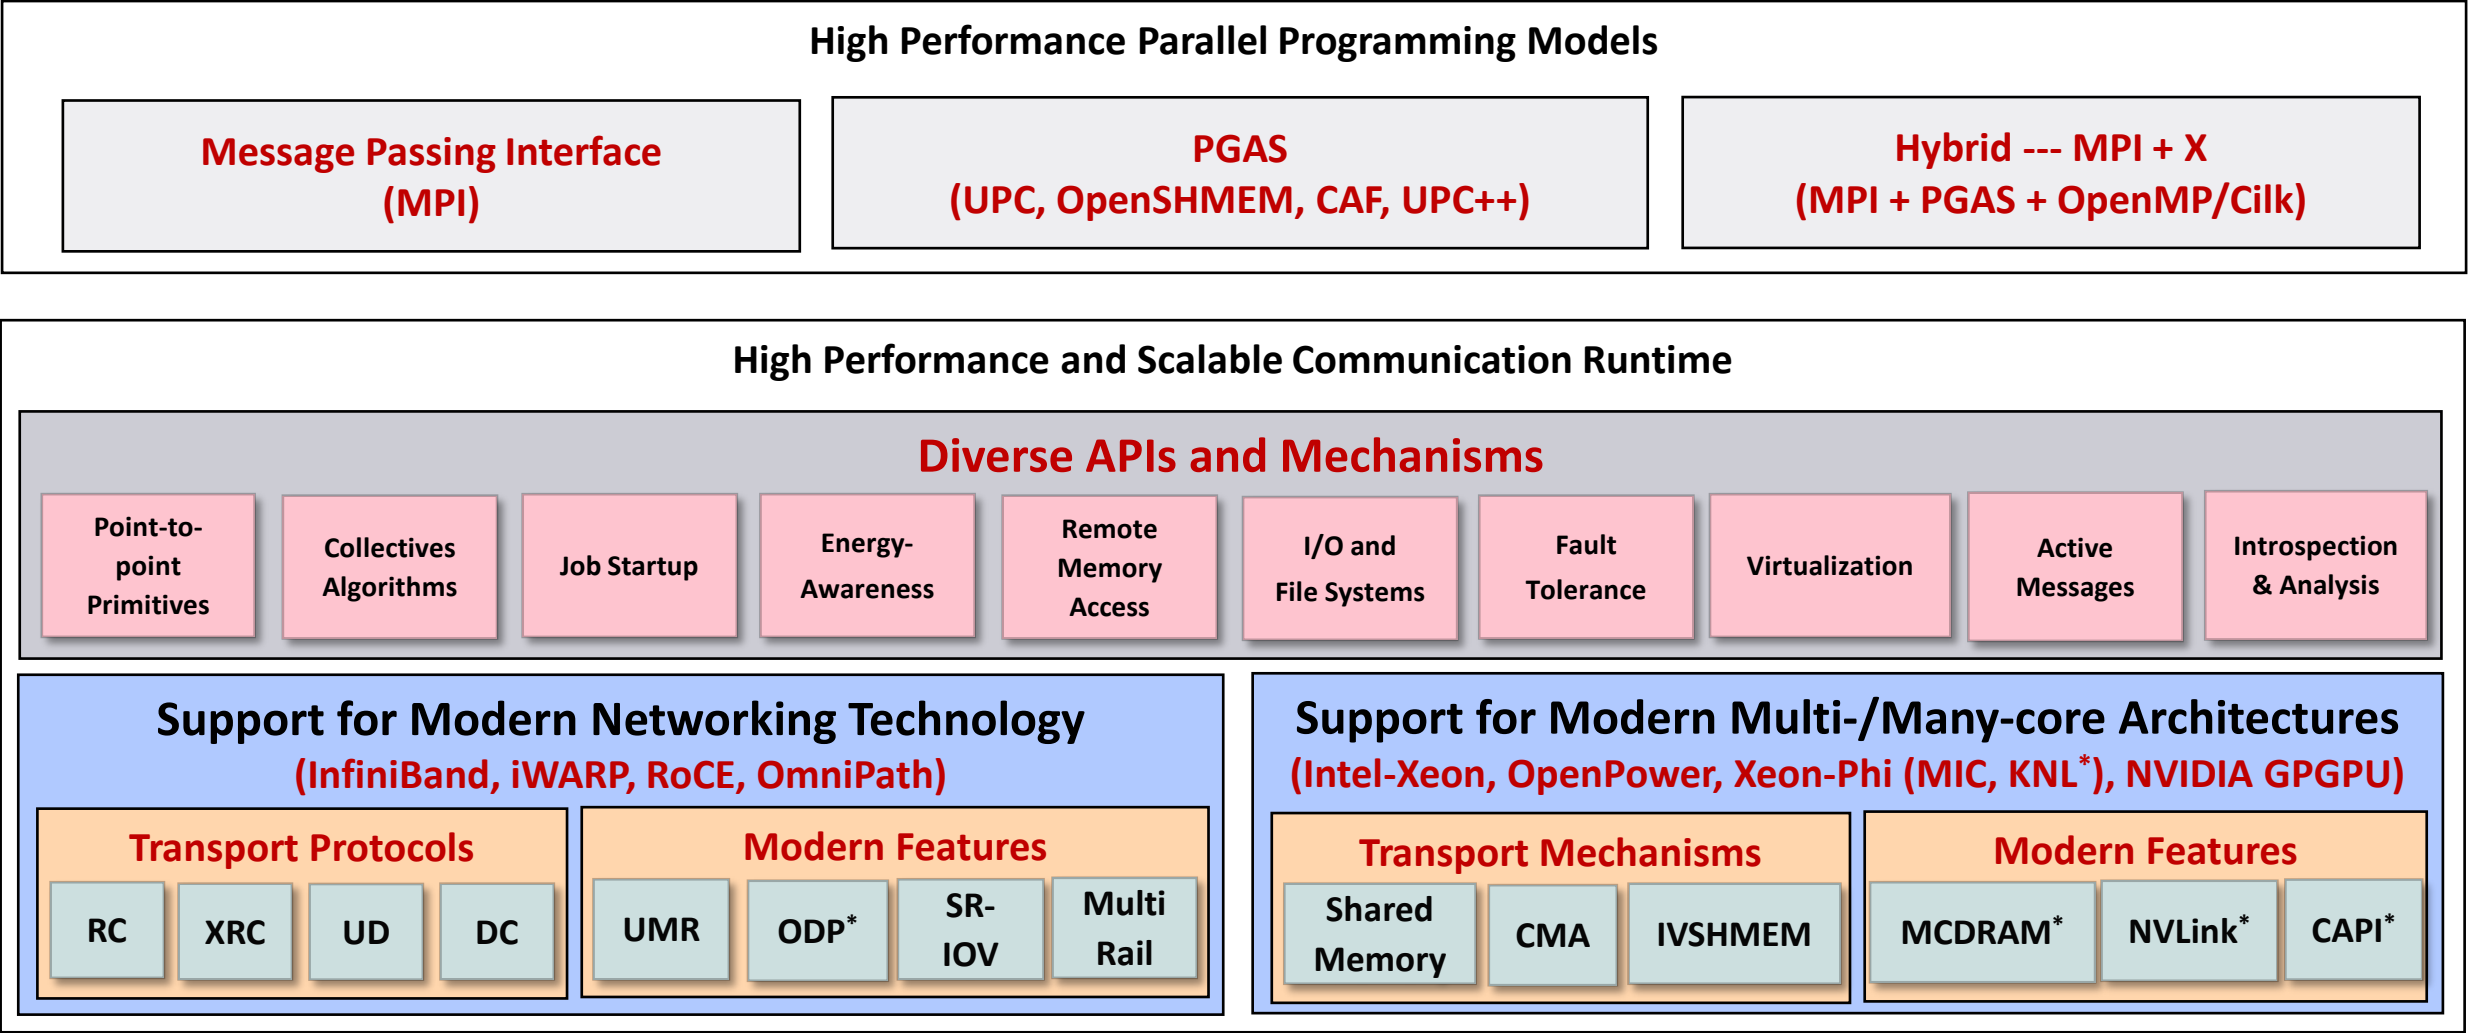 High Performance Parallel Programming Models
Message Passing Interface
(MPI)
PGAS
(UPC, OpenSHMEM, CAF, UPC++)
Hybrid --- MPI + X
(MPI + PGAS + OpenMP/Cilk)
High Performance and Scalable Communication Runtime
Diverse APIs and Mechanisms
Point-to-
point
Primitives
Collectives
Algorithms
Job Startup
Energy-
Awareness
Remote
Memory
Access
I/O and
File Systems
Fault
Tolerance
Virtualization
Active
Messages
Introspection
& Analysis
Support for Modern Networking Technology
(InfiniBand, iWARP, RoCE, OmniPath)
Transport Protocols
RC
XRC
UD
DC
Modern Features
UMR
ODP*
SR-
IOV
Multi
Rail
Support for Modern Multi-/Many-core Architectures
(Intel-Xeon, OpenPower, Xeon-Phi (MIC, KNL*), NVIDIA GPGPU)
Transport Mechanisms
Shared
Memory
CMA
IVSHMEM
Modern Features
MCDRAM*
NVLink*
CAPI*